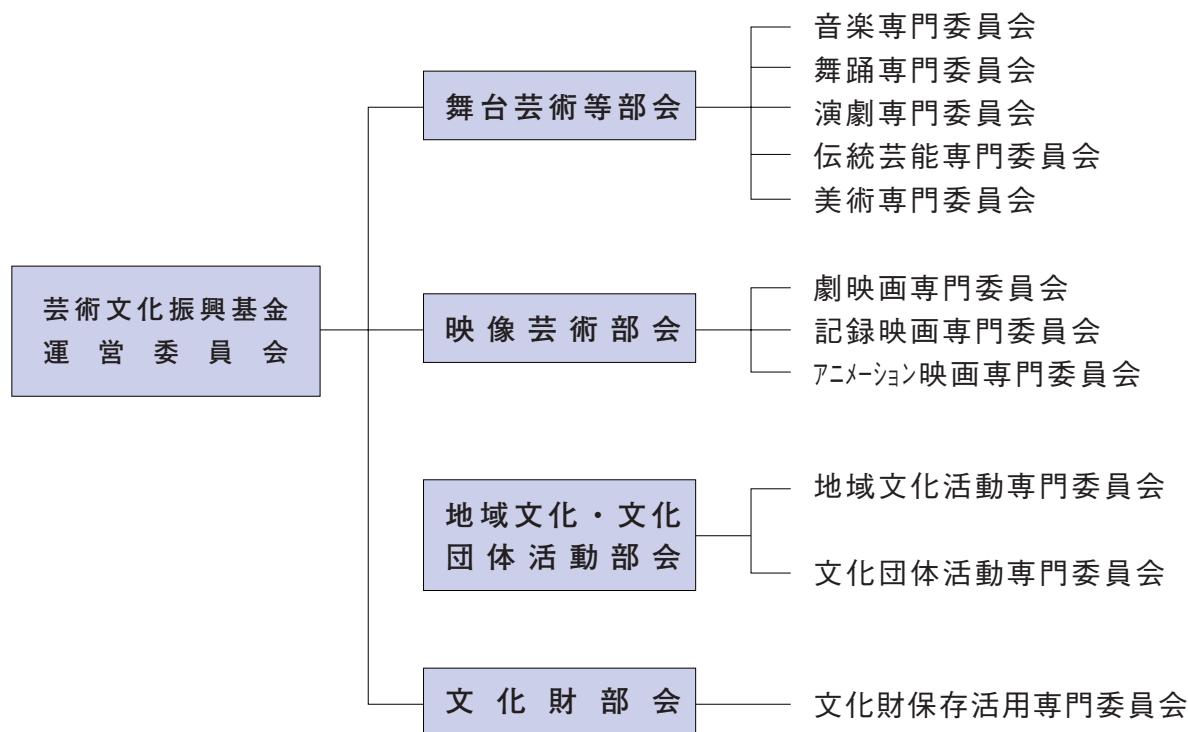 芸術文化振興基金
運営委員会
舞台芸術等部会
音楽専門委員会
舞踊専門委員会
演劇専門委員会
伝統芸能専門委員会
美術専門委員会
映像芸術部会
劇映画専門委員会
記録映画専門委員会
ｱﾆﾒｰｼｮﾝ映画専門委員会
地域文化・文化
団体活動部会
地域文化活動専門委員会
文化団体活動専門委員会
文化財部会
文化財保存活用専門委員会